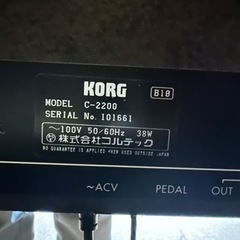 KORG
B10
MODEL C-2200
SERIAL No. 101661
~100V 50/60Hz 38W
株式会社コルテック
NO GUARANTEE IS APPLIED WHEN USED OUTSIDE JAPAN
~ACV PEDAL OUT